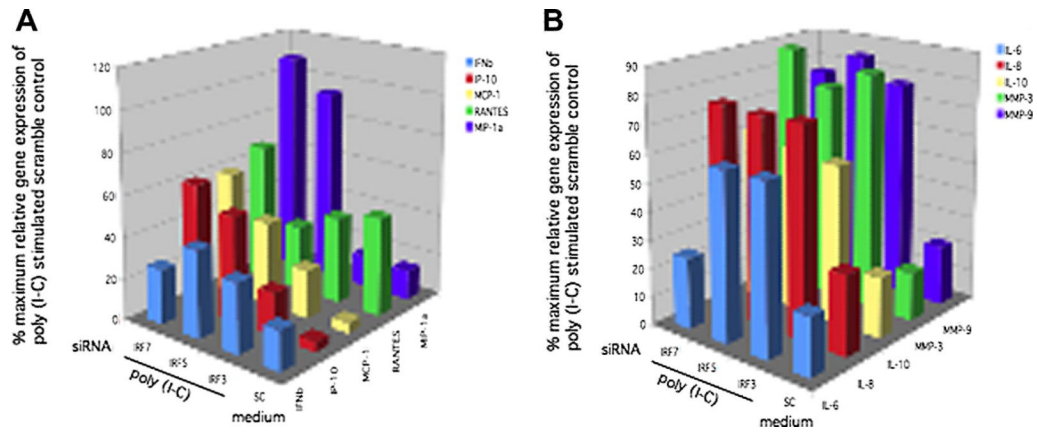 A
% maximum relative gene expression of
poly (I-C) stimulated scramble control
120
100
80
60
40
20
0
IFNb
IP-10
MCP-1
RANTES
MIP-1a
siRNA
IRF7
IRF5
IRF3
SC
poly (I-C)
medium
IFNb
IP-10
MCP-1
RANTES
MIP-1a
B
% maximum relative gene expression of
poly (I-C) stimulated scramble control
90
80
70
60
50
40
30
20
10
0
IL-6
IL-8
IL-10
MMP-3
MMP-9
siRNA
IRF7
IRF5
IRF3
SC
poly (I-C)
medium
IL-6
IL-8
IL-10
MMP-3
MMP-9